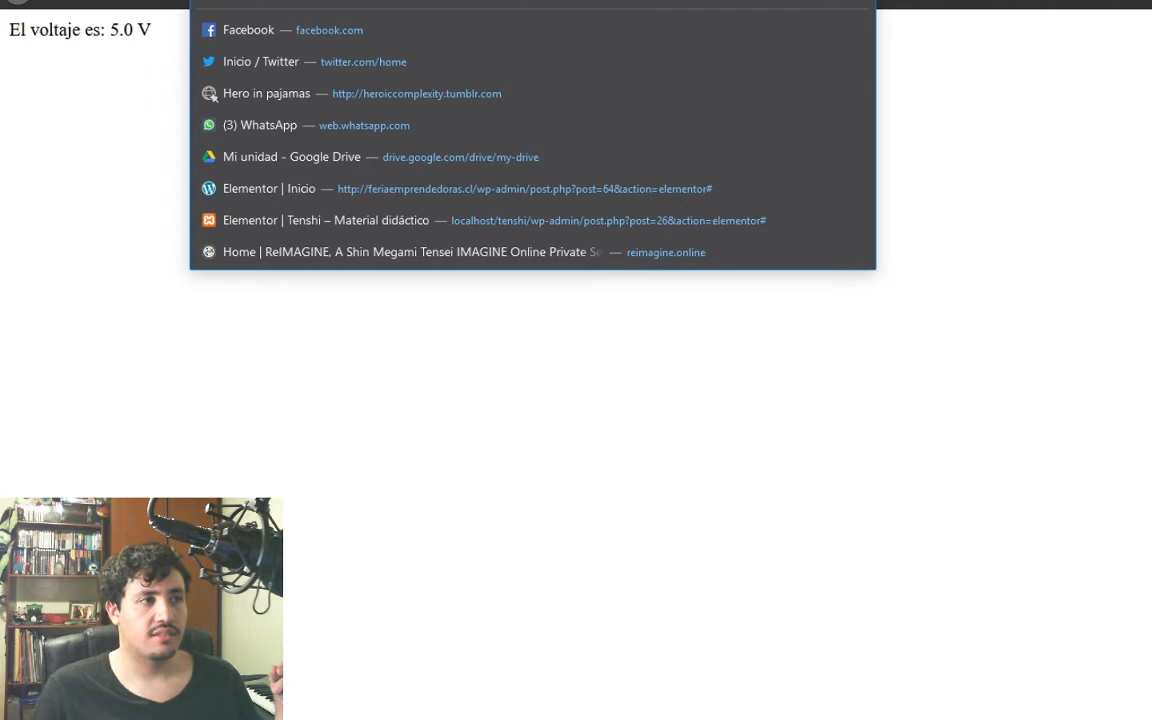 El voltaje es: 5.0 V
Facebook — facebook.com
Inicio / Twitter — twitter.com/home
Hero in pajamas — http://heroiccomplexity.tumblr.com
(3) WhatsApp — web.whatsapp.com
Mi unidad - Google Drive — drive.google.com/drive/my-drive
Elementor | Inicio — http://feriaemprendedoras.cl/wp-admin/post.php?post=64&action=elementor#
Elementor | Tenshi – Material didáctico — localhost/tenshi/wp-admin/post.php?post=26&action=elementor#
Home | ReIMAGINE, A Shin Megami Tensei IMAGINE Online Private Se — reimagine.online